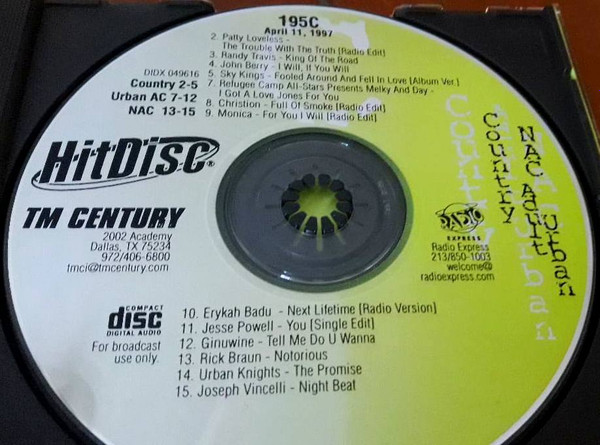 195C
April 11, 1997
2. Patty Loveless -
The Trouble With The Truth [Radio Edit]
3. Randy Travis - King Of The Road
4. John Berry - I Will, If You Will
5. Sky Kings - Fooled Around And Fell In Love [Album Ver.]
7. Refugee Camp All-Stars Presents Melky And Day -
I Got A Love Jones For You
8. Christion - Full Of Smoke [Radio Edit]
9. Monica - For You I Will [Radio Edit]
DIDX 049616
Country 2-5
Urban AC 7-12
NAC 13-15
HitDisc®
TM CENTURY
2002 Academy
Dallas, TX 75234
972/406-6800
tmci@tmcentury.com
COMPACT
disc
DIGITAL AUDIO
For broadcast
use only.
Country
NAC Adult
Urban
Country
Urban
RADIO
EXPRESS
Radio Express
213/850-1003
welcome@
radioexpress.com
10. Erykah Badu - Next Lifetime [Radio Version]
11. Jesse Powell - You [Single Edit]
12. Ginuwine - Tell Me Do U Wanna
13. Rick Braun - Notorious
14. Urban Knights - The Promise
15. Joseph Vincelli - Night Beat